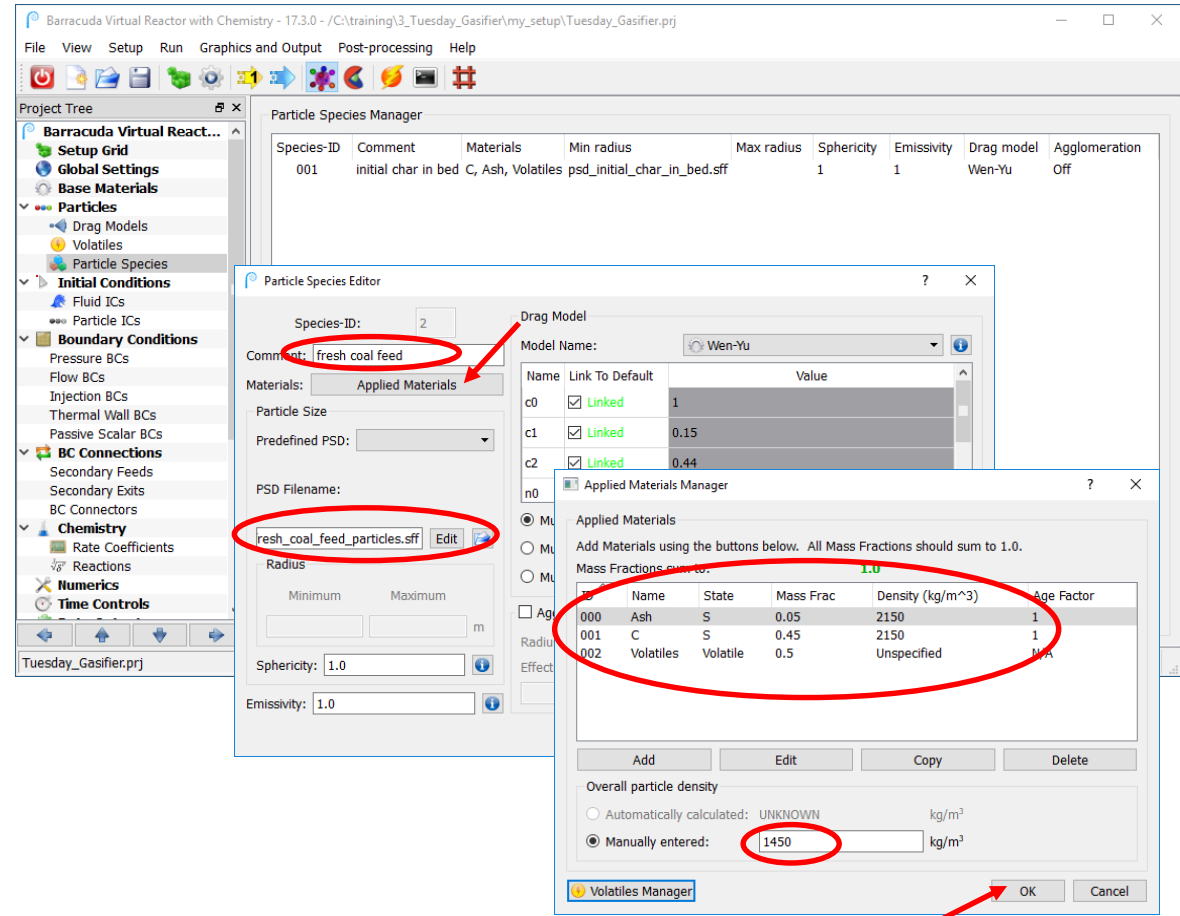 Barracuda Virtual Reactor with Chemistry - 17.3.0 - /C:\training\3_Tuesday_Gasifier\my_setup\Tuesday_Gasifier.prj
File View Setup Run Graphics and Output Post-processing Help
1
Project Tree
Barracuda Virtual React...
Setup Grid
Global Settings
Base Materials
Particles
Drag Models
Volatiles
Particle Species
Initial Conditions
Fluid ICs
Particle ICs
Boundary Conditions
Pressure BCs
Flow BCs
Injection BCs
Thermal Wall BCs
Passive Scalar BCs
BC Connections
Secondary Feeds
Secondary Exits
BC Connectors
Chemistry
Rate Coefficients
Reactions
Numerics
Time Controls
Tuesday_Gasifier.prj
Particle Species Manager
Species-ID Comment Materials Min radius Max radius Sphericity Emissivity Drag model Agglomeration
001 initial char in bed C, Ash, Volatiles psd_initial_char_in_bed.sff 1 1 Wen-Yu Off
Particle Species Editor ?
Species-ID: 2
Comment: fresh coal feed
Materials: Applied Materials
Particle Size
Predefined PSD:
PSD Filename:
resh_coal_feed_particles.sff Edit
Radius
Minimum Maximum
m
Sphericity: 1.0
Emissivity: 1.0
Drag Model
Model Name: Wen-Yu
Name Link To Default Value
c0 Linked 1
c1 Linked 0.15
c2 Linked 0.44
n0
Mu
Mu
Mu
Ag
Radiu
Effect
Applied Materials Manager ?
Applied Materials
Add Materials using the buttons below. All Mass Fractions should sum to 1.0.
Mass Fractions sum to: 1.0
ID Name State Mass Frac Density (kg/m^3) Age Factor
000 Ash S 0.05 2150 1
001 C S 0.45 2150 1
002 Volatiles Volatile 0.5 Unspecified N/A
Add Edit Copy Delete
Overall particle density
Automatically calculated: UNKNOWN kg/m³
Manually entered: 1450 kg/m³
Volatiles Manager OK Cancel